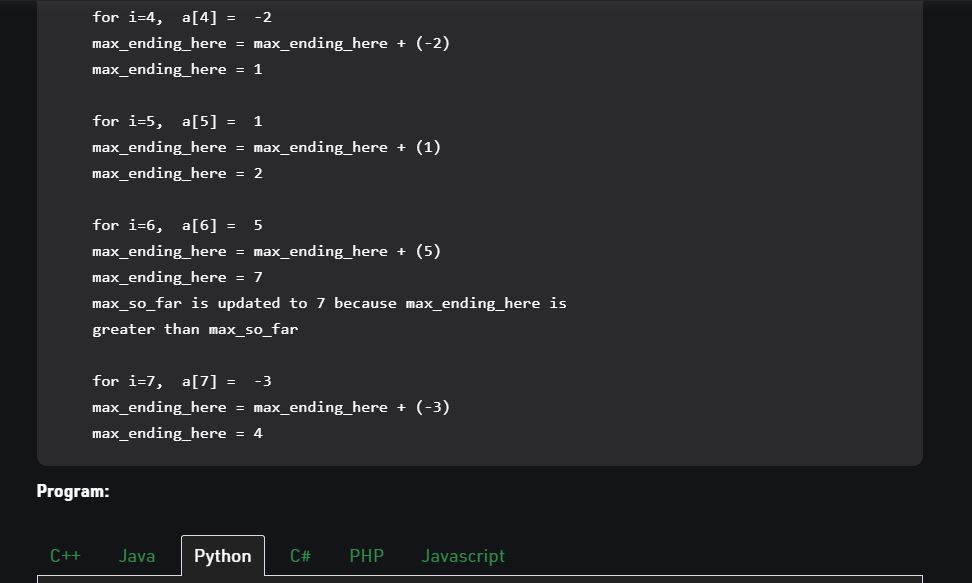 for i=4,  a[4] =  -2
max_ending_here = max_ending_here + (-2)
max_ending_here = 1
for i=5,  a[5] =  1
max_ending_here = max_ending_here + (1)
max_ending_here = 2
for i=6,  a[6] =  5
max_ending_here = max_ending_here + (5)
max_ending_here = 7
max_so_far is updated to 7 because max_ending_here is
greater than max_so_far
for i=7,  a[7] =  -3
max_ending_here = max_ending_here + (-3)
max_ending_here = 4
Program:
C++ Java Python C# PHP Javascript